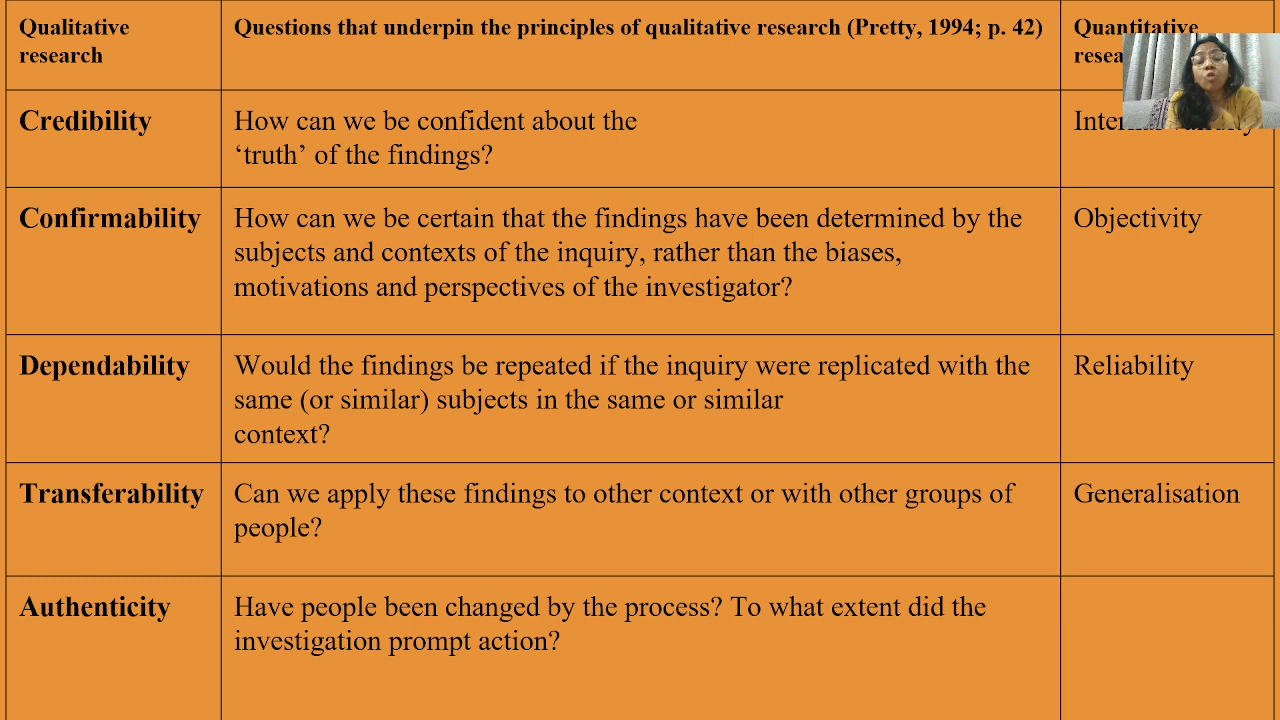 Qualitative
research
Questions that underpin the principles of qualitative research (Pretty, 1994; p. 42)
Quantitative
Credibility
How can we be confident about the
‘truth’ of the findings?
Confirmability
How can we be certain that the findings have been determined by the
subjects and contexts of the inquiry, rather than the biases,
motivations and perspectives of the investigator?
Objectivity
Dependability
Would the findings be repeated if the inquiry were replicated with the
same (or similar) subjects in the same or similar
context?
Reliability
Transferability
Can we apply these findings to other context or with other groups of
people?
Generalisation
Authenticity
Have people been changed by the process? To what extent did the
investigation prompt action?